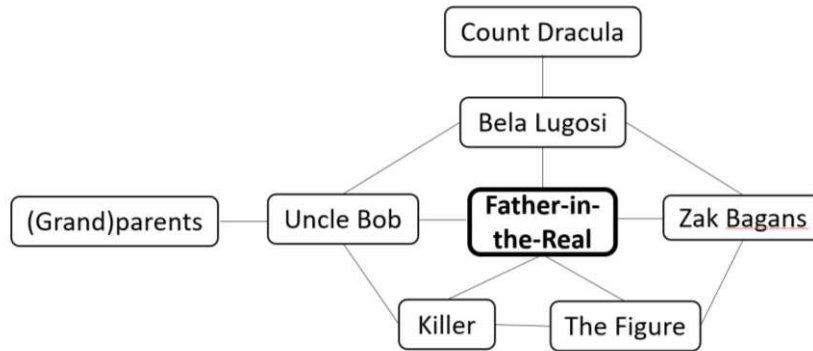 Count Dracula
Bela Lugosi
(Grand)parents
Uncle Bob
Father-in-
the-Real
Zak Bagans
Killer
The Figure